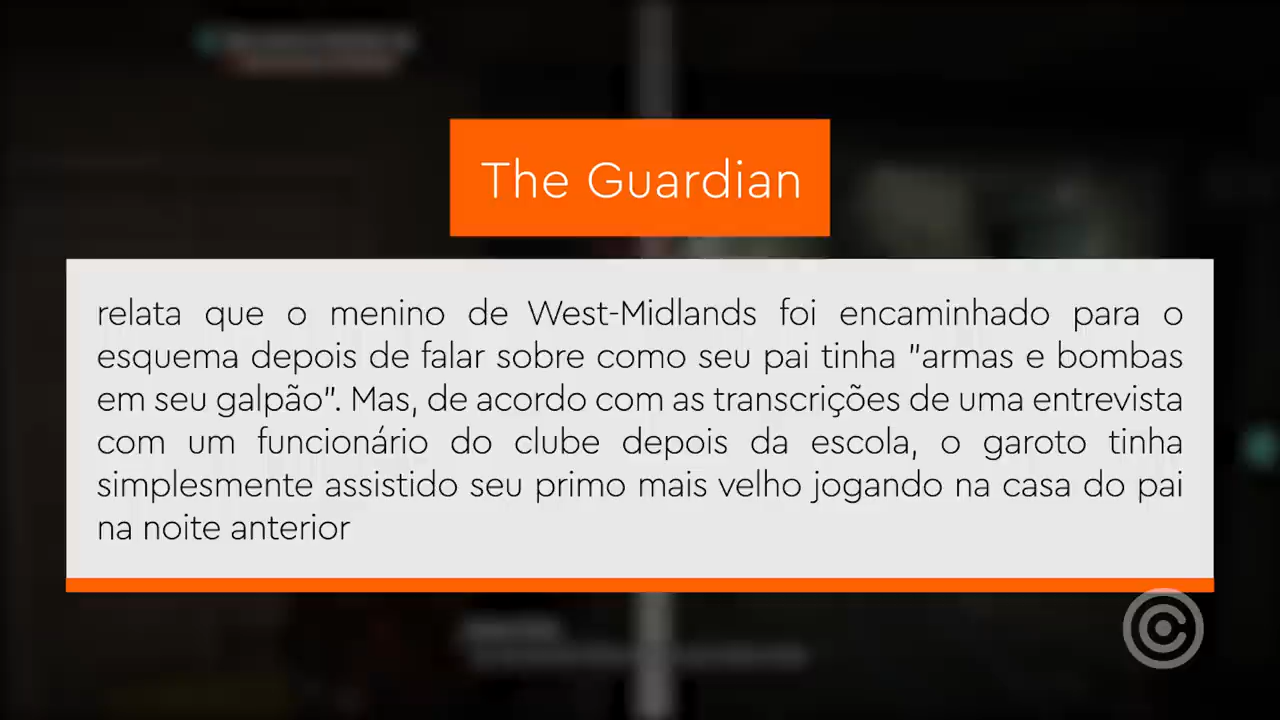 The Guardian
relata que o menino de West-Midlands foi encaminhado para o
esquema depois de falar sobre como seu pai tinha "armas e bombas
em seu galpão". Mas, de acordo com as transcrições de uma entrevista
com um funcionário do clube depois da escola, o garoto tinha
simplesmente assistido seu primo mais velho jogando na casa do pai
na noite anterior